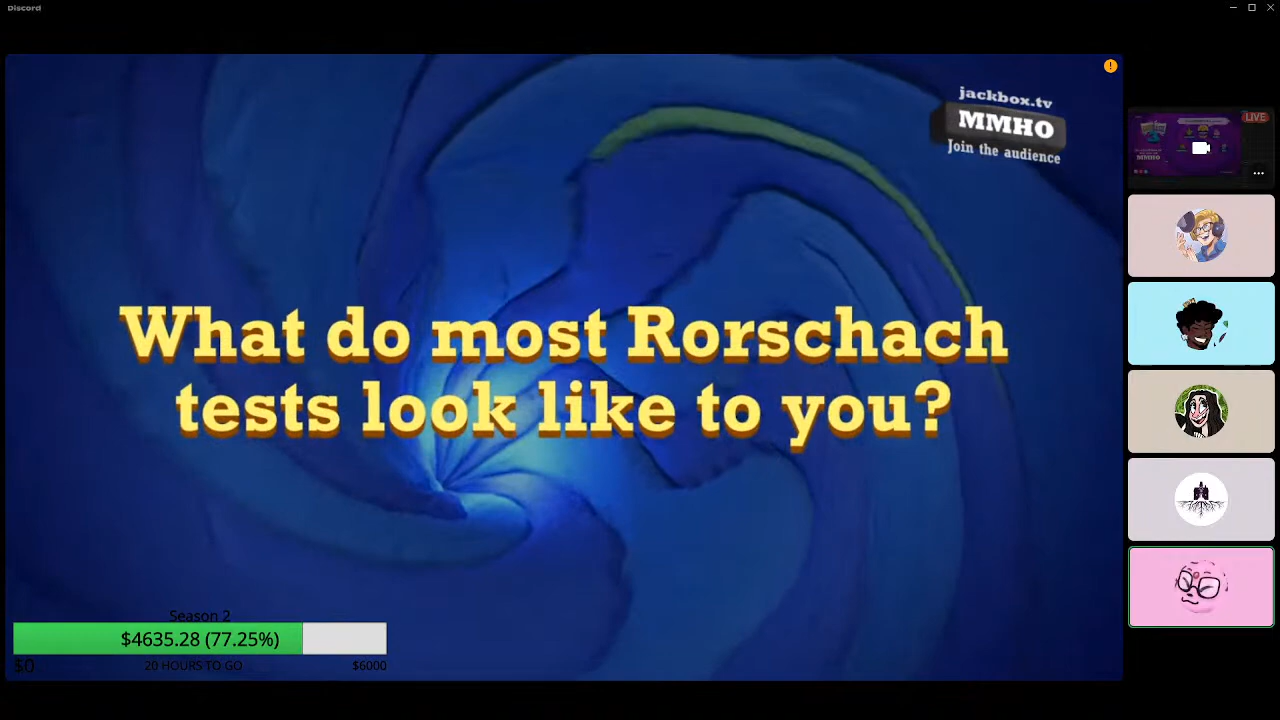 Discord
jackbox.tv
MMHO
Join the audience
LIVE
MMHO
What do most Rorschach
tests look like to you?
Season 2
$4635.28 (77.25%)
$0
20 HOURS TO GO
$6000